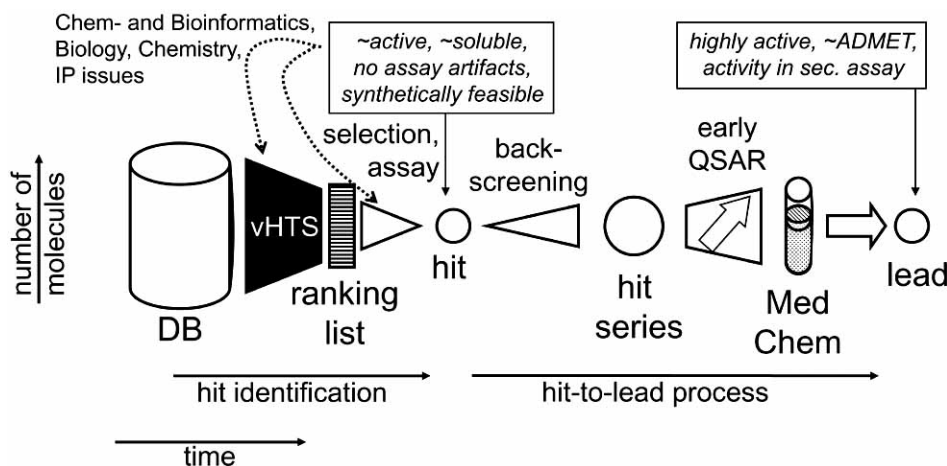 Chem- and Bioinformatics,
Biology, Chemistry,
IP issues
~active, ~soluble,
no assay artifacts,
synthetically feasible
highly active, ~ADMET,
activity in sec. assay
selection,
assay
back-
screening
early
QSAR
number of
molecules
vHTS
DB
ranking
list
hit
hit
series
Med
Chem
lead
hit identification
hit-to-lead process
time